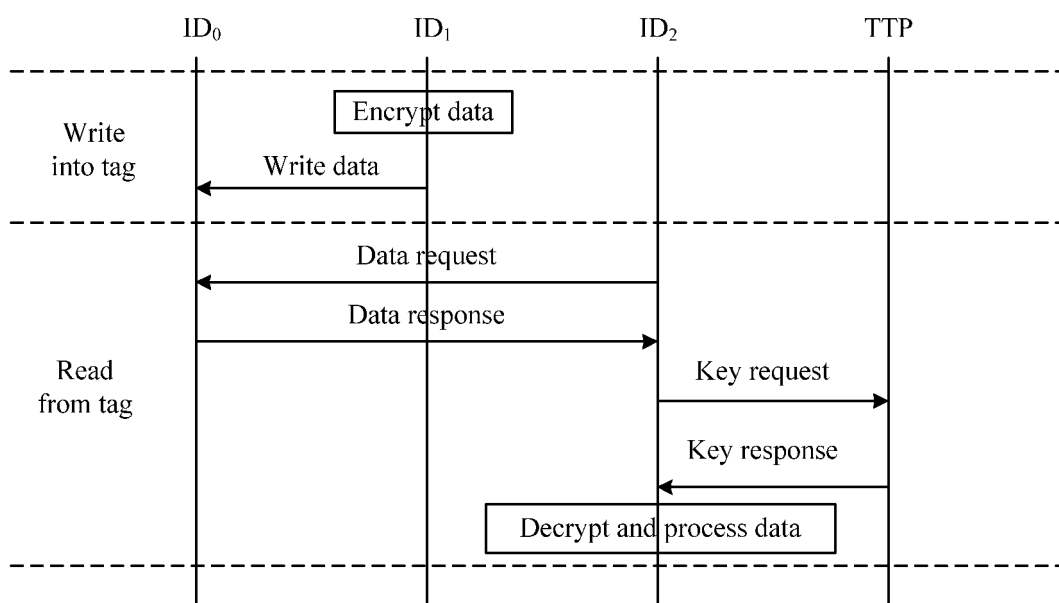 ID₀ ID₁ ID₂ TTP
Encrypt data
Write
into tag
Write data
Data request
Data response
Read
from tag
Key request
Key response
Decrypt and process data